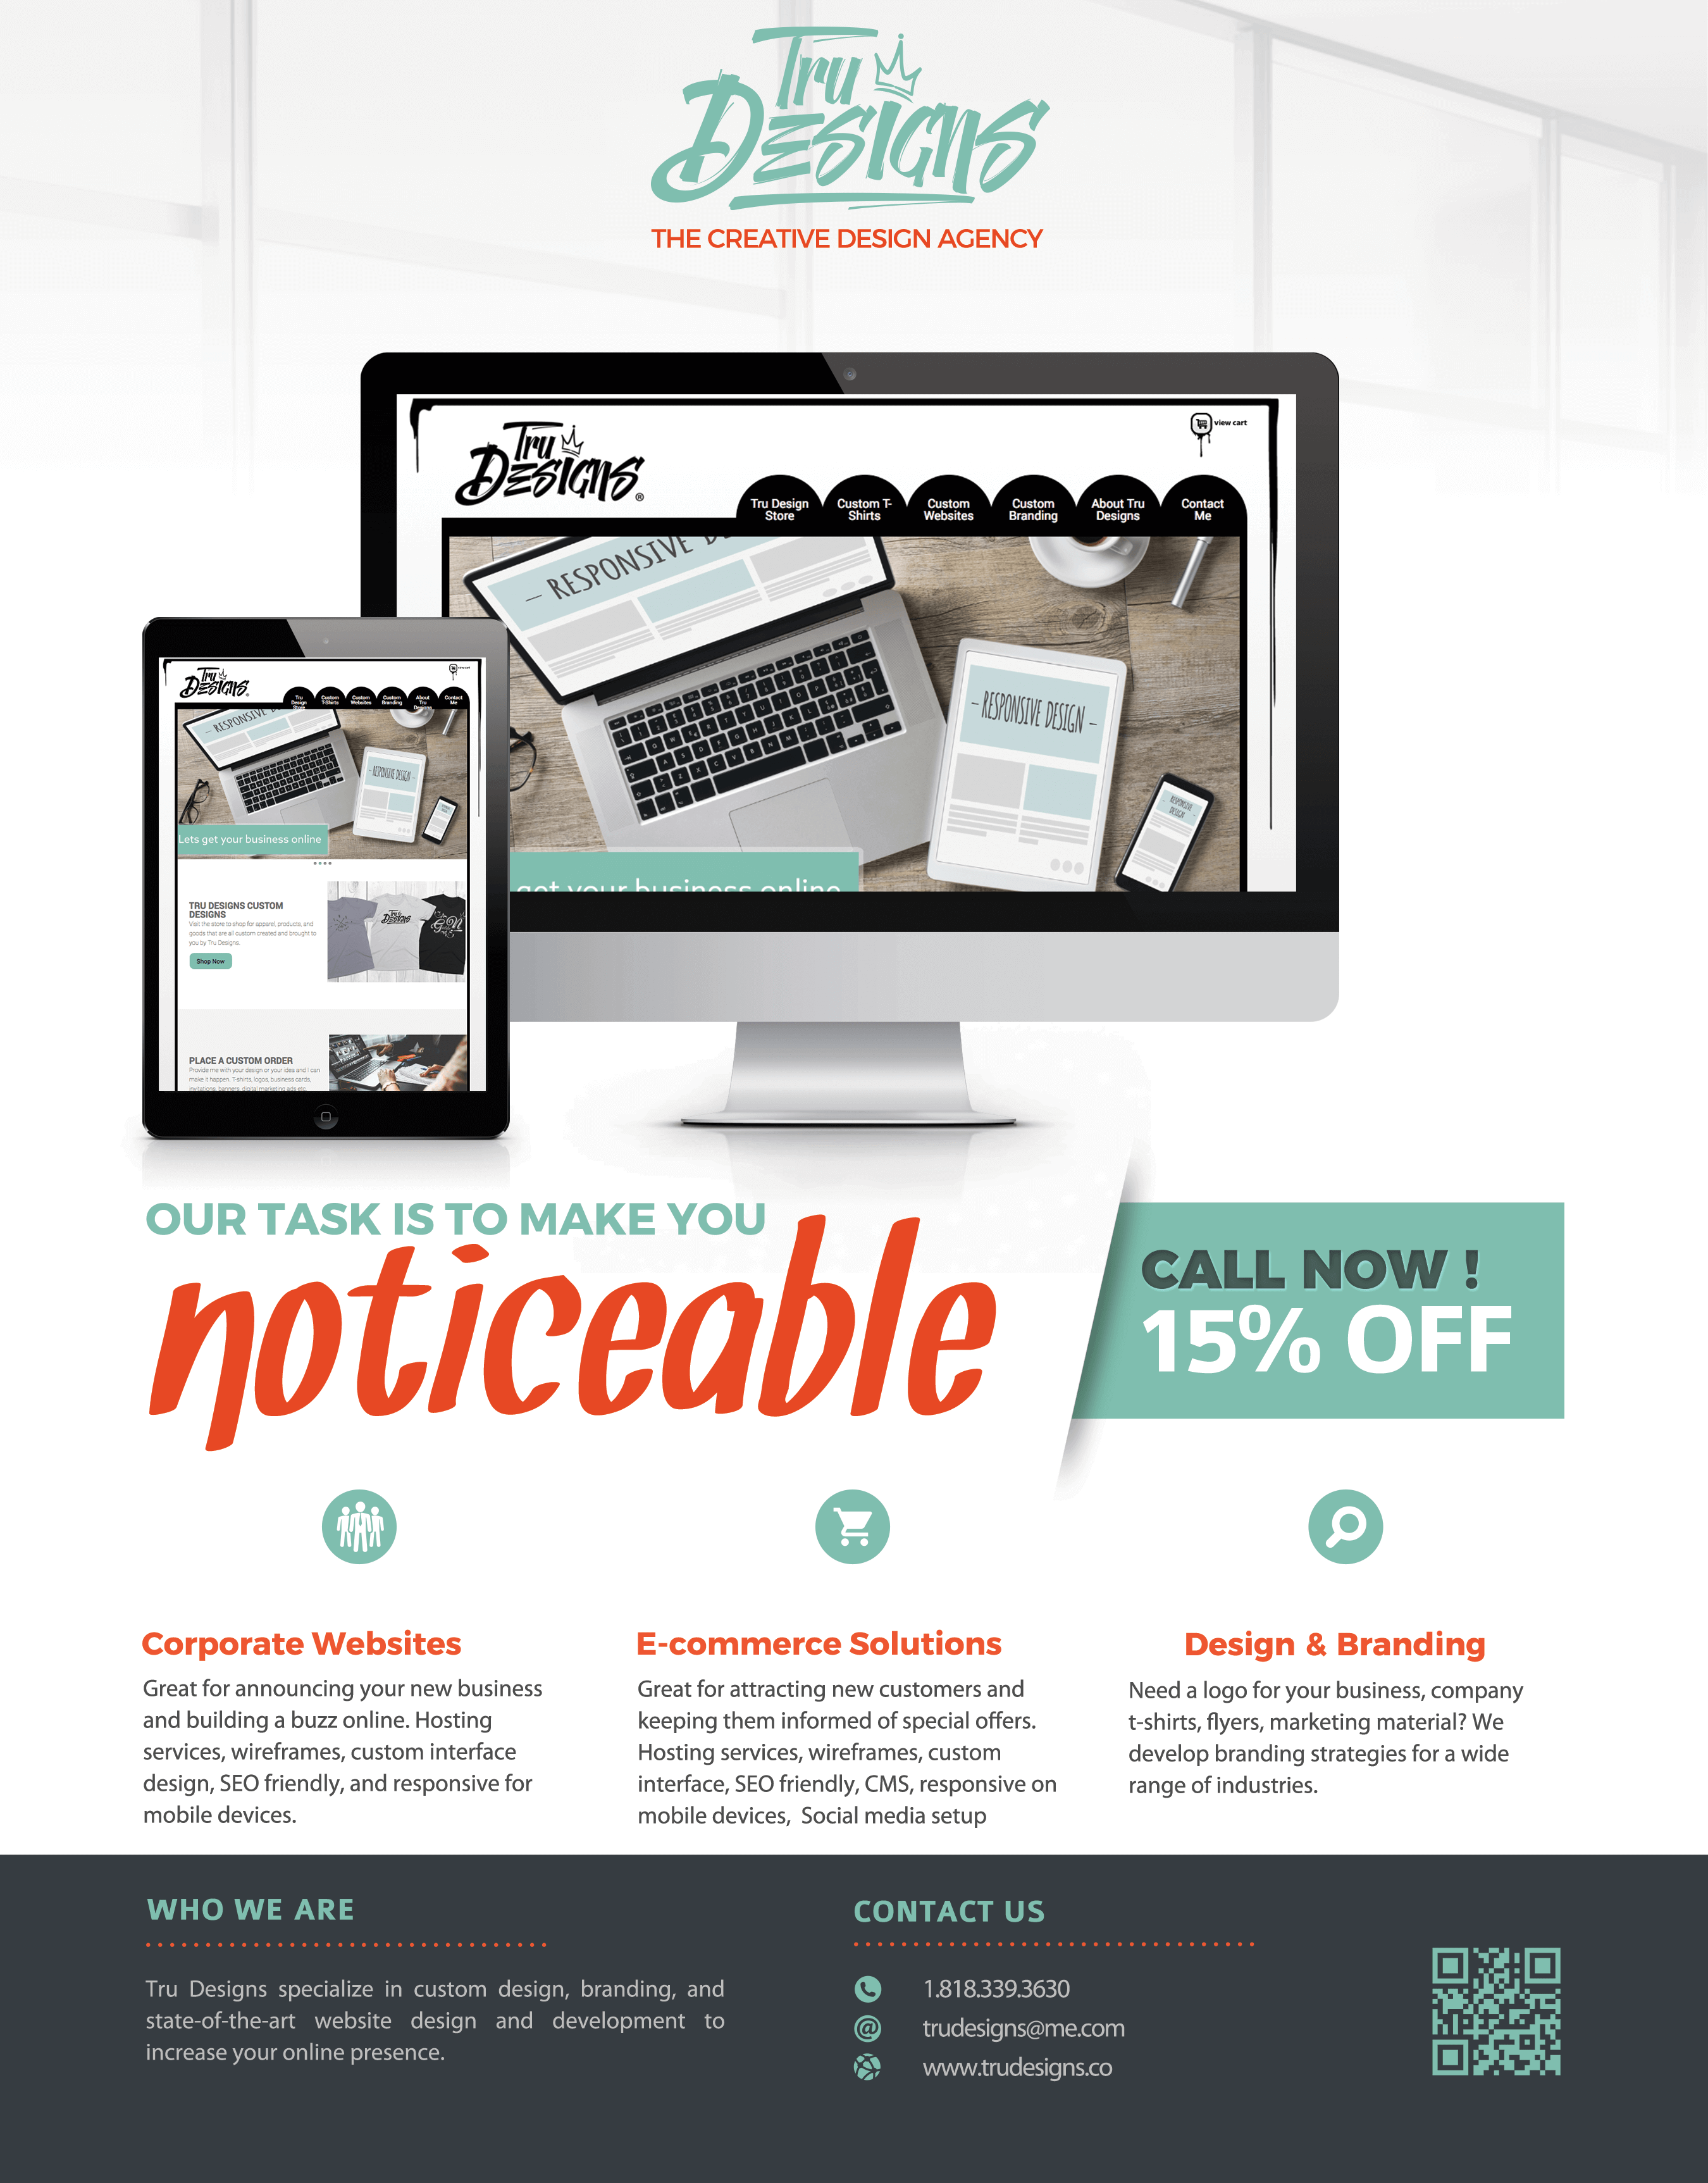 Tru
DESIGNS
THE CREATIVE DESIGN AGENCY
Tru
DESIGNS®
view cart
Tru Design
Store
Custom T-
Shirts
Custom
Websites
Custom
Branding
About Tru
Designs
Contact
Me
– RESPONSIVE
– RESPONSIVE DESIGN –
RESPONSIVE
DESIGN
get your business online
Tru
DESIGNS
Tru
Design
Store
Custom
T-Shirts
Custom
Websites
Custom
Branding
About
Tru
Designs
Contact
Me
– RESPONSIVE
– RESPONSIVE DESIGN –
Lets get your business online
TRU DESIGNS CUSTOM
DESIGNS
Visit the store to shop for apparel, products, and
goods that are all custom created and brought to
you by Tru Designs.
Shop Now
Tru
DESIGNS
PLACE A CUSTOM ORDER
Provide me with your design or your idea and I can
make it happen. T-shirts, logos, business cards,
invitations, banners, digital marketing ads etc.
OUR TASK IS TO MAKE YOU
noticeable
CALL NOW !
15% OFF
Corporate Websites
Great for announcing your new business
and building a buzz online. Hosting
services, wireframes, custom interface
design, SEO friendly, and responsive for
mobile devices.
E-commerce Solutions
Great for attracting new customers and
keeping them informed of special offers.
Hosting services, wireframes, custom
interface, SEO friendly, CMS, responsive on
mobile devices, Social media setup
Design & Branding
Need a logo for your business, company
t-shirts, flyers, marketing material? We
develop branding strategies for a wide
range of industries.
WHO WE ARE
Tru Designs specialize in custom design, branding, and
state-of-the-art website design and development to
increase your online presence.
CONTACT US
1.818.339.3630
trudesigns@me.com
www.trudesigns.co